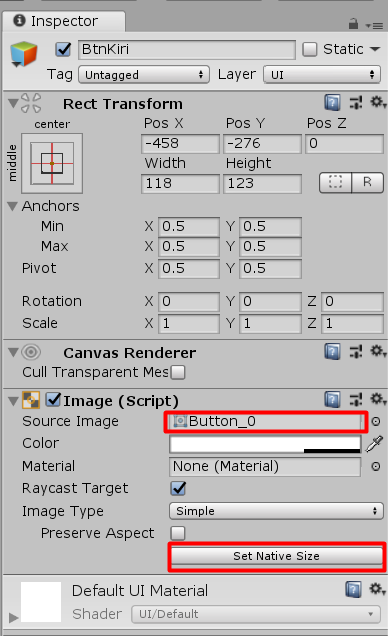 Inspector
BtnKiri Static
Tag Untagged Layer UI
Rect Transform
center
middle
Pos X Pos Y Pos Z
-458 -276 0
Width Height
118 123
R
Anchors
Min X 0.5 Y 0.5
Max X 0.5 Y 0.5
Pivot X 0.5 Y 0.5
Rotation X 0 Y 0 Z 0
Scale X 1 Y 1 Z 1
Canvas Renderer
Cull Transparent Mes
Image (Script)
Source Image Button_0
Color
Material None (Material)
Raycast Target
Image Type Simple
Preserve Aspect
Set Native Size
Default UI Material
Shader UI/Default